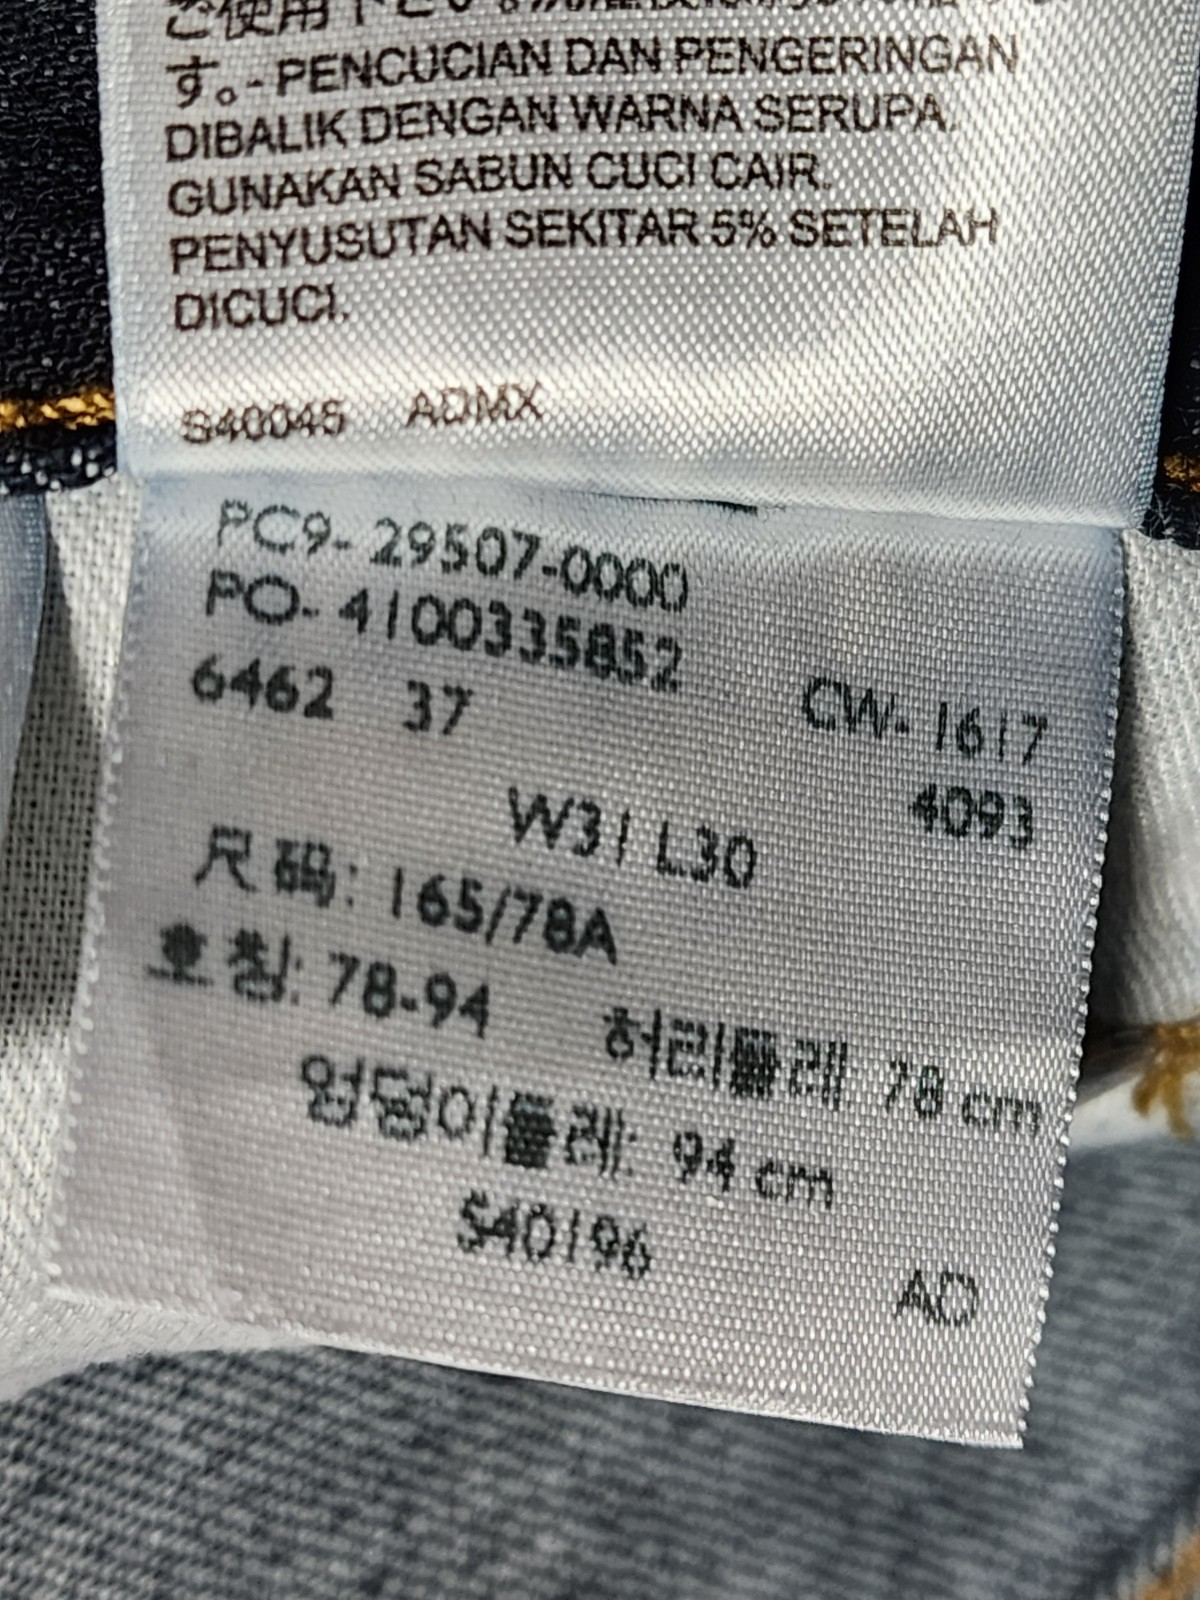 す。-PENCUCIAN DAN PENGERINGAN
DIBALIK DENGAN WARNA SERUPA.
GUNAKAN SABUN CUCI CAIR.
PENYUSUTAN SEKITAR 5% SETELAH
DICUCI.
S40045 ADMX
PC9-29507-0000
PO-4100335852
6462 37 CW-1617
4093
W31 L30
尺码: 165/78A
호칭: 78-94 허리둘레 78 cm
엉덩이둘레: 94 cm
S40196
AD